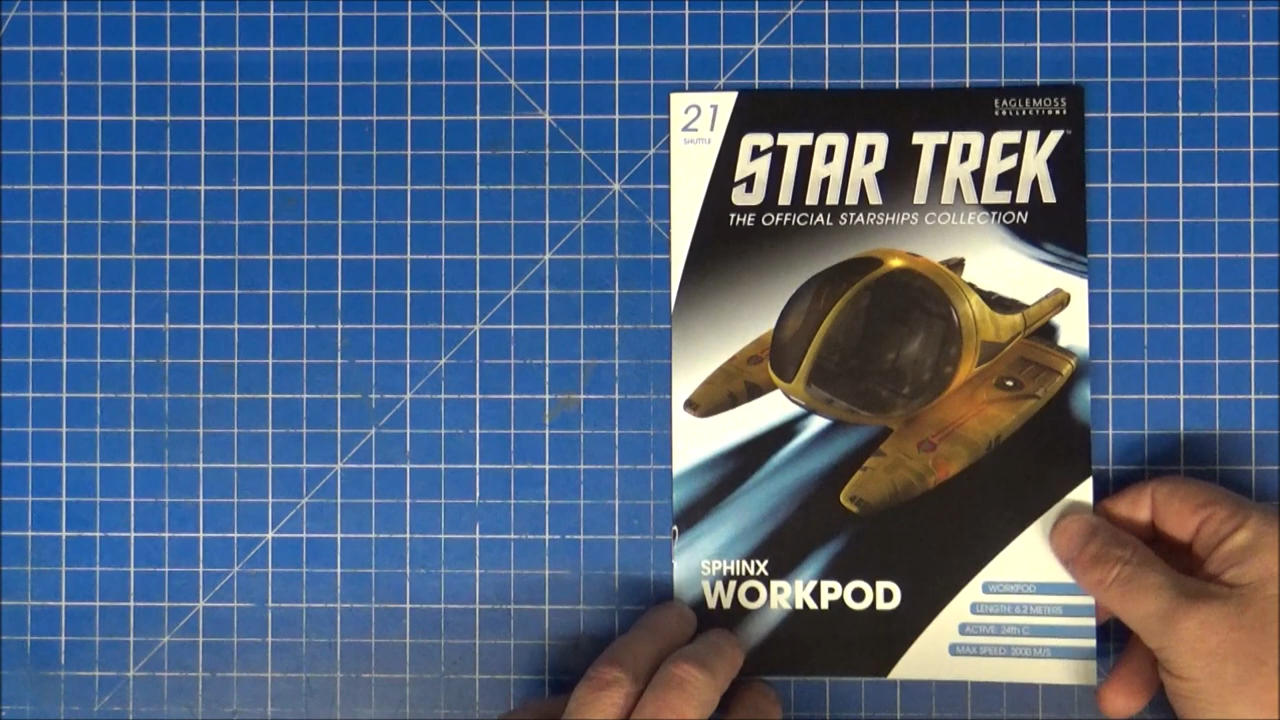 21
SHUTTLE
EAGLEMOSS
COLLECTIONS
STAR TREK™
THE OFFICIAL STARSHIPS COLLECTION
SPHINX
WORKPOD
WORKPOD
LENGTH: 6.2 METERS
ACTIVE: 24th C
MAX SPEED: 2000 M/S